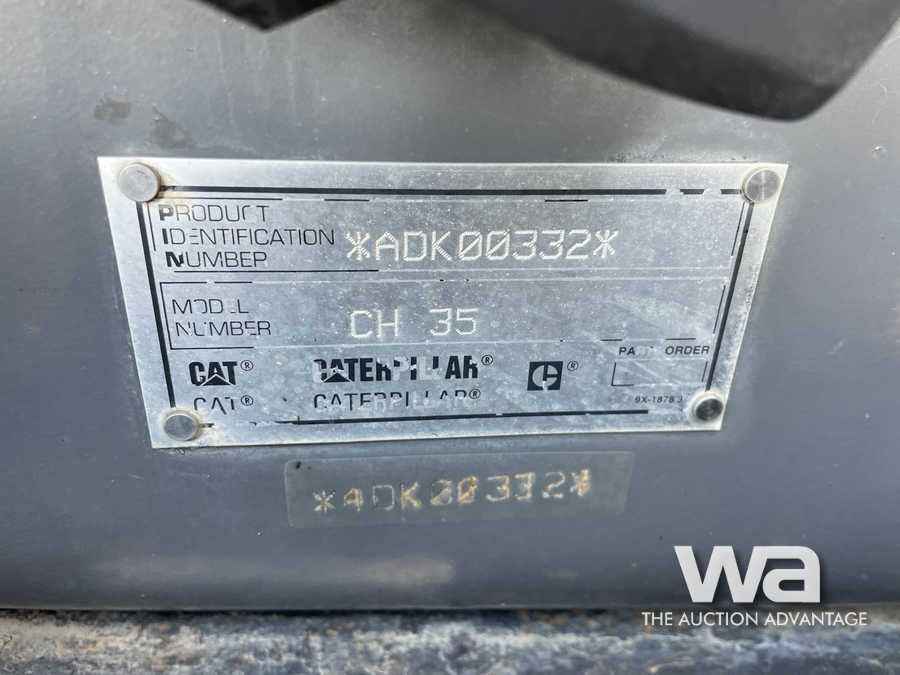 PRODUCT
IDENTIFICATION
NUMBER
*ADK00332*
MODEL
NUMBER
CH 35
CAT® CATERPILLAR® C®
CAT® CATERPILLAR®
ORDER
*ADK00332*
wa
THE AUCTION ADVANTAGE